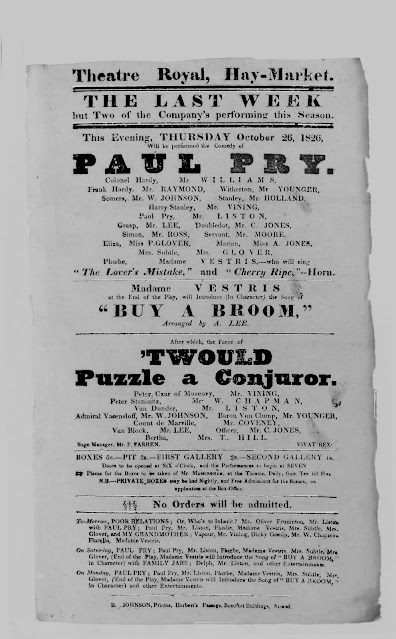 Theatre Royal, Hay-Market.
THE LAST WEEK
but Two of the Company's performing this Season.
This Evening, THURSDAY October 26, 1826,
Will be performed the Comedy of
PAUL PRY.
Colonel Hardy, Mr. WILLIAMS,
Frank Hardy, Mr. RAYMOND, Witherton, Mr YOUNGER,
Somers, Mr. W. JOHNSON, Stanley, Mr. HOLLAND,
Harry Stanley, Mr. VINING,
Paul Pry, Mr. LISTON,
Grasp, Mr. LEE, Doubledot, Mr. C. JONES,
Simon, Mr. ROSS, Servant, Mr. MOORE,
Eliza, Miss P. GLOVER, Marian, Miss A. JONES,
Mrs. Subtle, Mrs. GLOVER,
Phœbe, Madame VESTRIS,—who will sing
"The Lover's Mistake," and "Cherry Ripe,"—Horn.
Madame VESTRIS
at the End of the Play, will Introduce (in Character) the Song of
"BUY A BROOM,"
Arranged by A. LEE.
After which, the Farce of
'TWOULD
Puzzle a Conjuror.
Peter, Czar of Muscovy, Mr. VINING,
Peter Stanmitz, Mr. W. CHAPMAN,
Van Dunder, Mr. LISTON,
Admiral Varensloff, Mr. W. JOHNSON, Baron Von Clump, Mr. YOUNGER,
Count de Marville, Mr. COVENEY,
Van Block, Mr. LEE, Officer, Mr. C. JONES,
Bertha, Mrs. T. HILL.
Stage Manager, Mr. P. FARREN. VIVAT REX.
BOXES 5s.—PIT 3s.—FIRST GALLERY 2s.—SECOND GALLERY 1s.
Doors to be opened at SIX o'Clock, and the Performances to begin at SEVEN
Places for the Boxes to be taken of Mr. MASSINGHAM, at the Theatre, Daily, from Ten till Five.
N.B.—PRIVATE BOXES may be had Nightly, and Free Admissions for the Season, on
application at the Box-Office.
§†§ No Orders will be admitted.
To-Morrow, POOR RELATIONS; Or, Who's to Inherit? Mr. Oliver Frumpton, Mr. Liston
with PAUL PRY; Paul Pry, Mr. Liston, Phœbe, Madame Vestris, Mrs. Subtle, Mrs.
Glover, and MY GRANDMOTHER; Vapour, Mr. Vining, Dicky Gossip, Mr. W. Chapman
Florella, Madame Vestris.
On Saturday, PAUL PRY; Paul Pry, Mr. Liston, Phœbe, Madame Vestris, Mrs. Subtle, Mrs.
Glover, (End of the Play, Madame Vestris will Introduce the Song of "BUY A BROOM,"
in Character) with FAMILY JARS; Delph, Mr. Liston, and other Entertainments.
On Monday, PAUL PRY; Paul Pry, Mr. Liston, Phœbe, Madame Vestris, Mrs. Subtle, Mrs.
Glover, (End of the Play, Madame Vestris will Introduce the Song of "BUY A BROOM,"
in Character) and other Entertainments.
JOHNSON, Printer, Herbert's Passage, Beaufort Buildings, Strand.